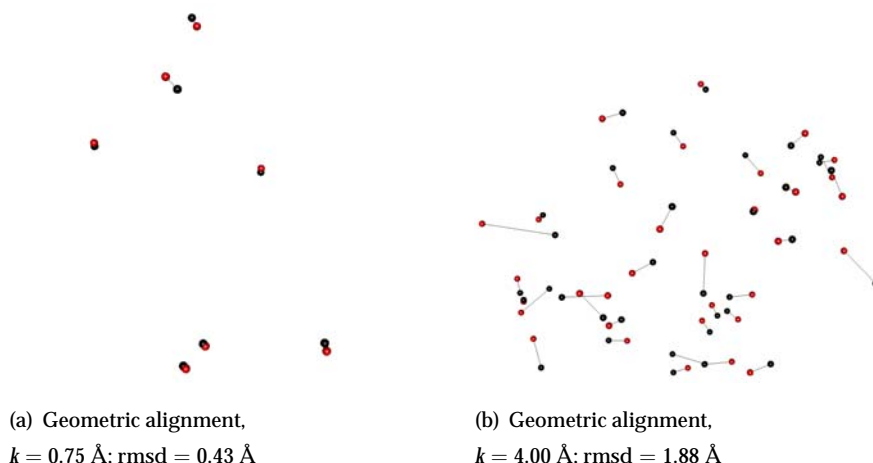 (a) Geometric alignment,
k = 0.75 Å; rmsd = 0.43 Å
(b) Geometric alignment,
k = 4.00 Å; rmsd = 1.88 Å